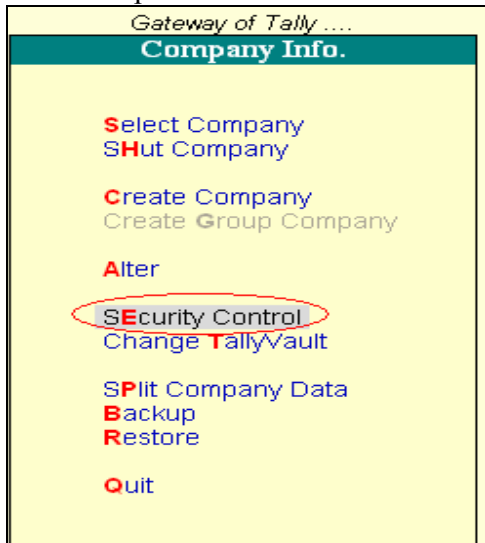 Gateway of Tally ....
Company Info.
Select Company
SHut Company
Create Company
Create Group Company
Alter
SEcurity Control
Change TallyVault
SPlit Company Data
Backup
Restore
Quit